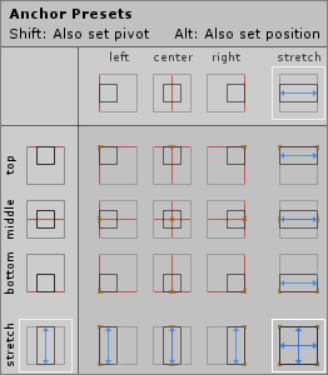 Anchor Presets
Shift: Also set pivot Alt: Also set position
left center right stretch
top
middle
bottom
stretch